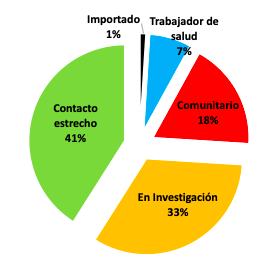 Importado
1%
Trabajador de
salud
7%
Comunitario
18%
En Investigación
33%
Contacto
estrecho
41%